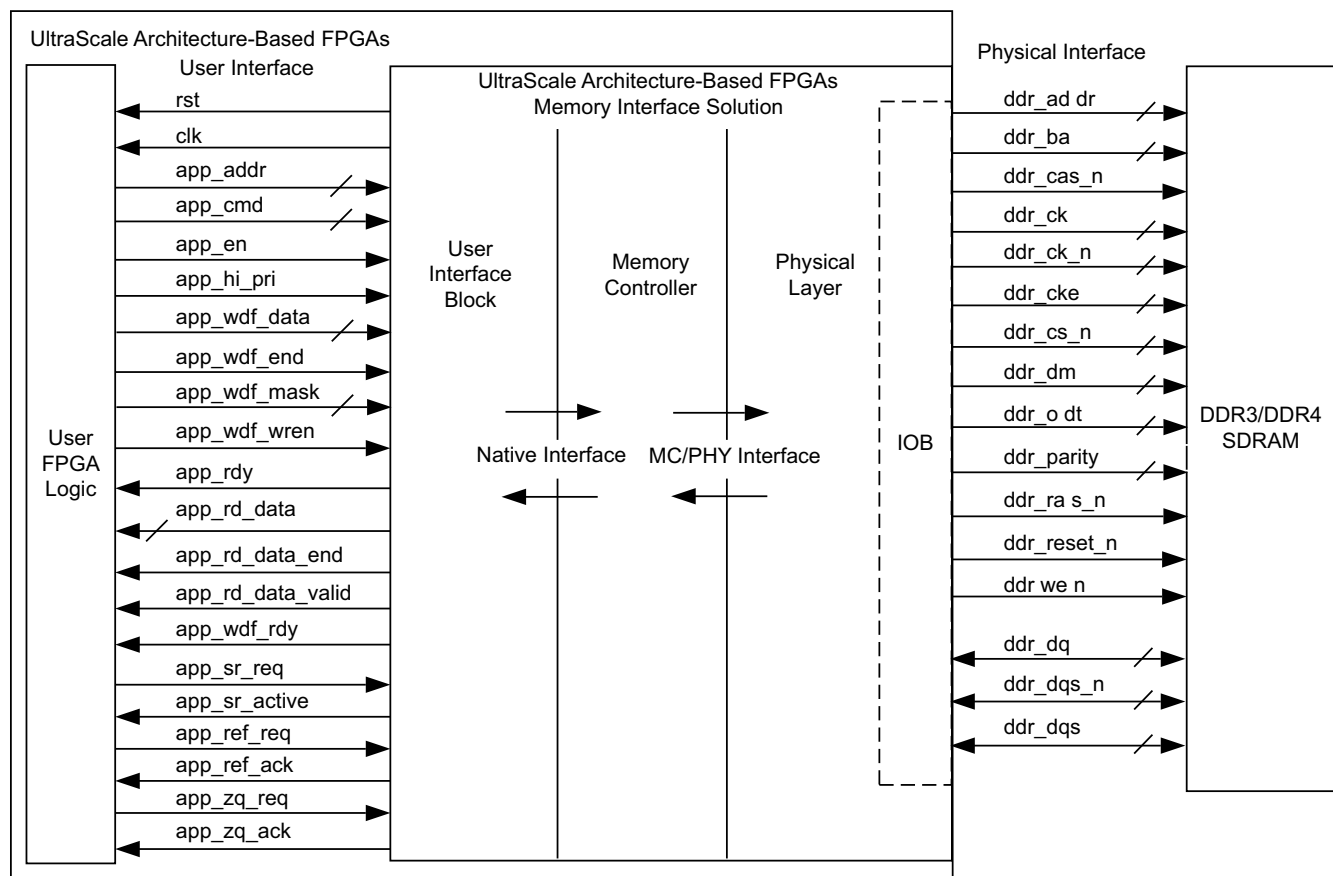 UltraScale Architecture-Based FPGAs
User Interface
Physical Interface
UltraScale Architecture-Based FPGAs
Memory Interface Solution
rst
clk
app_addr
app_cmd
app_en
app_hi_pri
app_wdf_data
app_wdf_end
app_wdf_mask
app_wdf_wren
app_rdy
app_rd_data
app_rd_data_end
app_rd_data_valid
app_wdf_rdy
app_sr_req
app_sr_active
app_ref_req
app_ref_ack
app_zq_req
app_zq_ack
User
FPGA
Logic
User
Interface
Block
Memory
Controller
Physical
Layer
Native Interface
MC/PHY Interface
IOB
ddr_ad dr
ddr_ba
ddr_cas_n
ddr_ck
ddr_ck_n
ddr_cke
ddr_cs_n
ddr_dm
ddr_o dt
ddr_parity
ddr_ra s_n
ddr_reset_n
ddr we n
ddr_dq
ddr_dqs_n
ddr_dqs
DDR3/DDR4
SDRAM